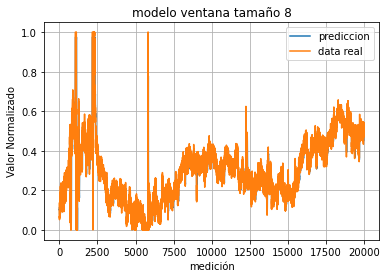 modelo ventana tamaño 8
prediccion
data real
Valor Normalizado
1.0
0.8
0.6
0.4
0.2
0.0
0 2500 5000 7500 10000 12500 15000 17500 20000
medición